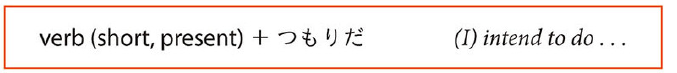 verb (short, present) + つもりだ (I) intend to do . . .